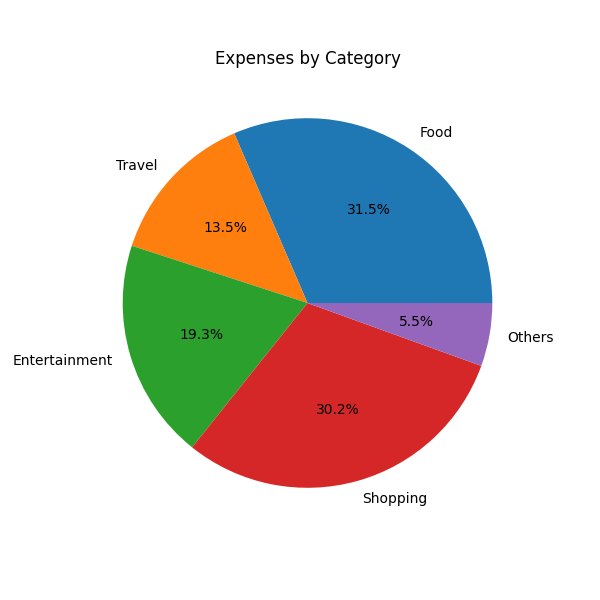 Expenses by Category
Food
31.5%
Travel
13.5%
Entertainment
19.3%
Shopping
30.2%
Others
5.5%